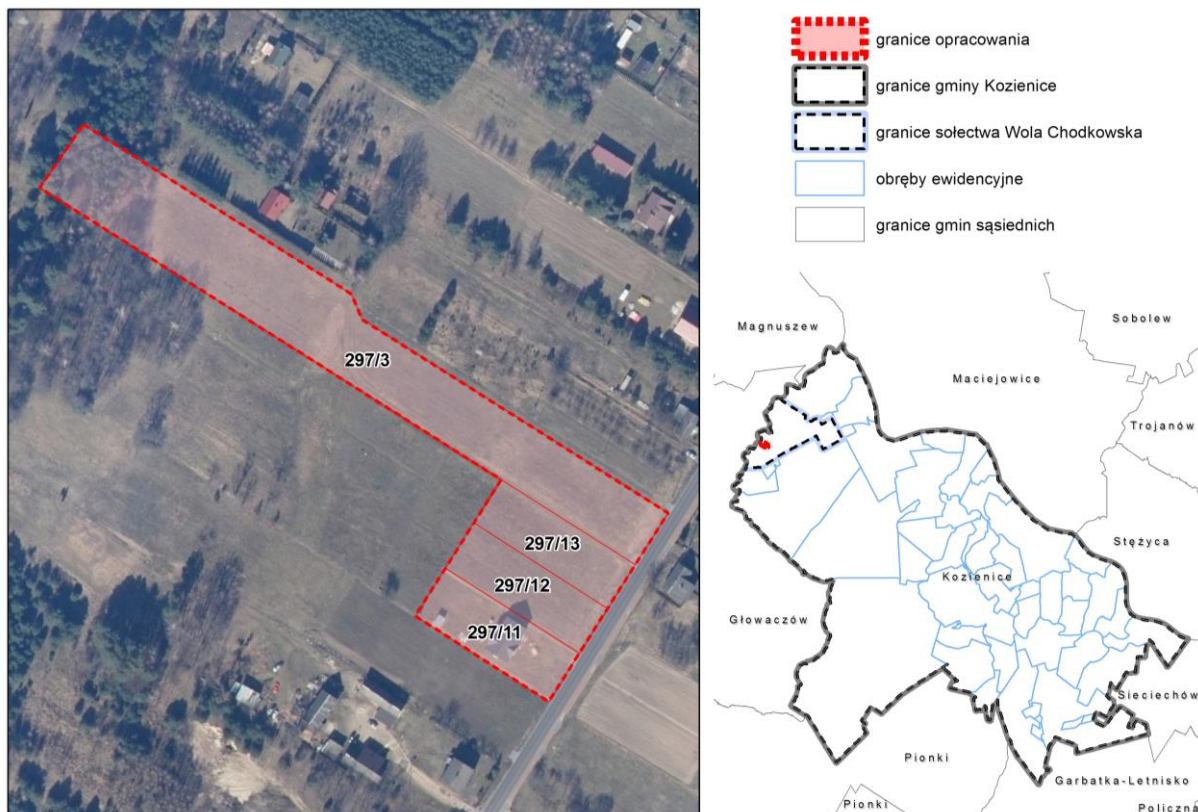 297/3
297/13
297/12
297/11
granice opracowania
granice gminy Kozienice
granice sołectwa Wola Chodkowska
obręby ewidencyjne
granice gmin sąsiednich
Magnuszew
Sobolew
Maciejowice
Trojanów
Stężyca
Kozienice
Głowaczów
Sieciechów
Pionki
Garbatka-Letnisko
Pionki
Policzna